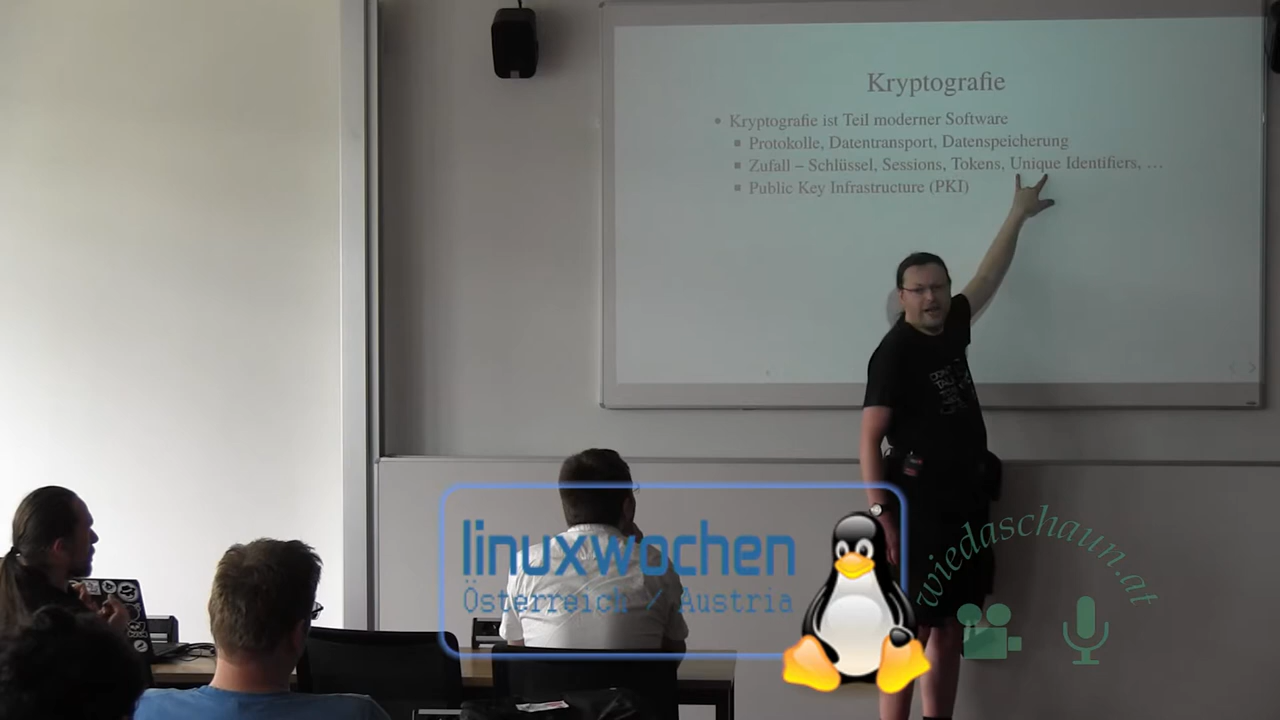 Kryptografie
• Kryptografie ist Teil moderner Software
▪ Protokolle, Datentransport, Datenspeicherung
▪ Zufall – Schlüssel, Sessions, Tokens, Unique Identifiers, …
▪ Public Key Infrastructure (PKI)
linuxwochen
Österreich / Austria
wiedaschaun.at